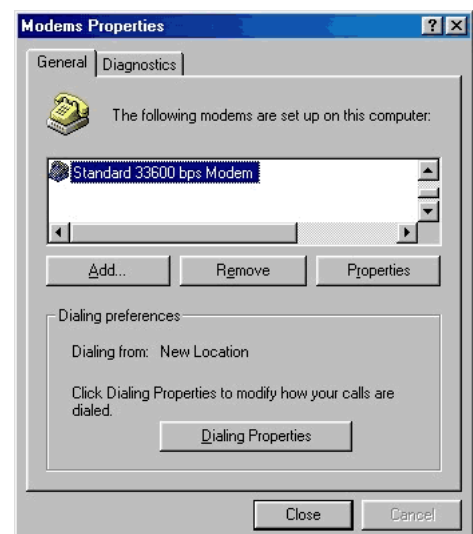 Modems Properties
General
Diagnostics
The following modems are set up on this computer:
Standard 33600 bps Modem
Add...
Remove
Properties
Dialing preferences
Dialing from: New Location
Click Dialing Properties to modify how your calls are
dialed.
Dialing Properties
Close
Cancel